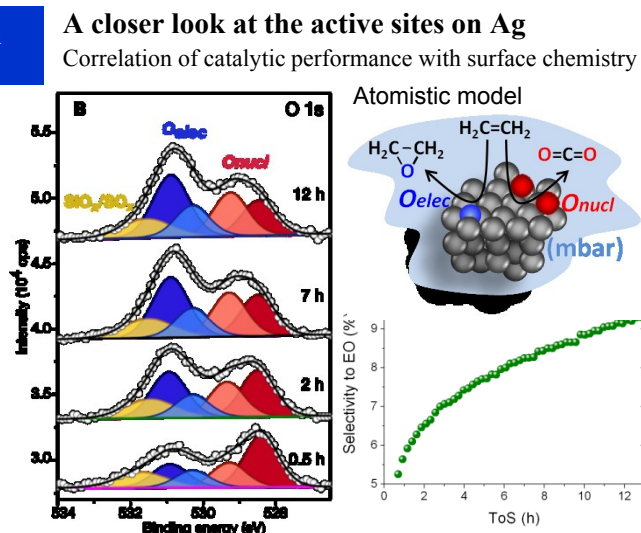 A closer look at the active sites on Ag
Correlation of catalytic performance with surface chemistry
B
O 1s
Oelec
Onucl
SiOx/SOx
12 h
7 h
2 h
0.5 h
5.5
5.0
4.5
4.0
3.5
3.0
Intensity (10⁴ cps)
534 532 530 528
Binding energy (eV)
Atomistic model
H₂C-CH₂
O
H₂C=CH₂
O=C=O
Oelec
Onucl
(mbar)
Selectivity to EO (%)
9
8
7
6
5
0 2 4 6 8 10 12
ToS (h)